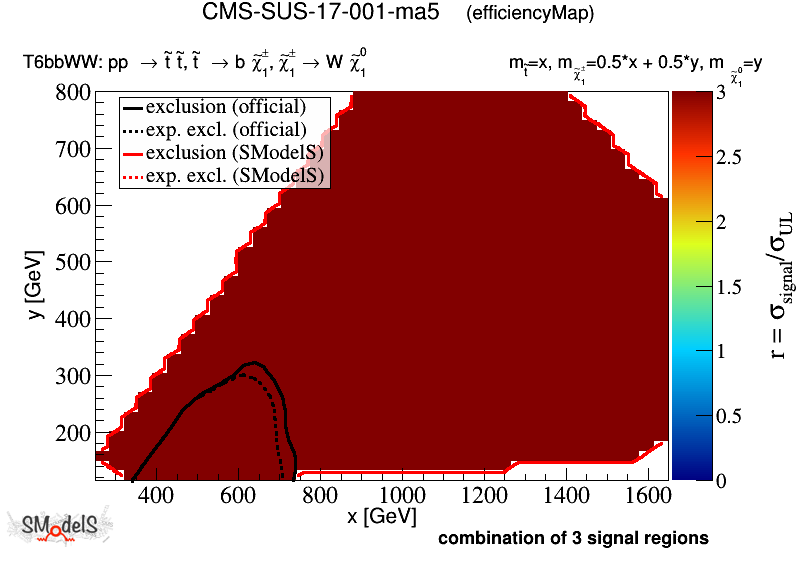 CMS-SUS-17-001-ma5 (efficiencyMap)
T6bbWW: pp → t̃ t̃, t̃ → b χ̃₁±, χ̃₁± → W χ̃₁⁰ m_t̃=x, m_χ̃₁±=0.5*x + 0.5*y, m_χ̃₁⁰=y
exclusion (official)
exp. excl. (official)
exclusion (SModelS)
exp. excl. (SModelS)
800
700
600
500
400
300
200
y [GeV]
400 600 800 1000 1200 1400 1600
x [GeV]
3
2.5
2
1.5
1
0.5
0
r = σ_signal/σ_UL
SModelS
combination of 3 signal regions